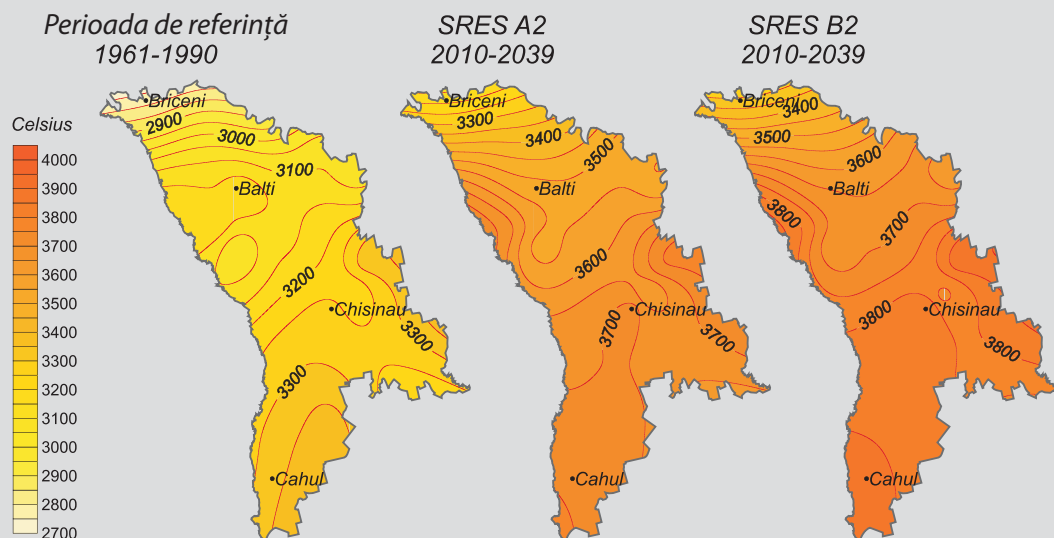 Perioada de referință
1961-1990
SRES A2
2010-2039
SRES B2
2010-2039
Celsius
4000
3900
3800
3700
3600
3500
3400
3300
3200
3100
3000
2900
2800
2700
Briceni
2900
3000
3100
Balti
3200
Chisinau
3300
3300
Cahul
Briceni
3300
3400
3500
Balti
3600
Chisinau
3700
3700
Cahul
Briceni
3400
3500
3600
Balti
3800
3700
Chisinau
3800
3800
Cahul